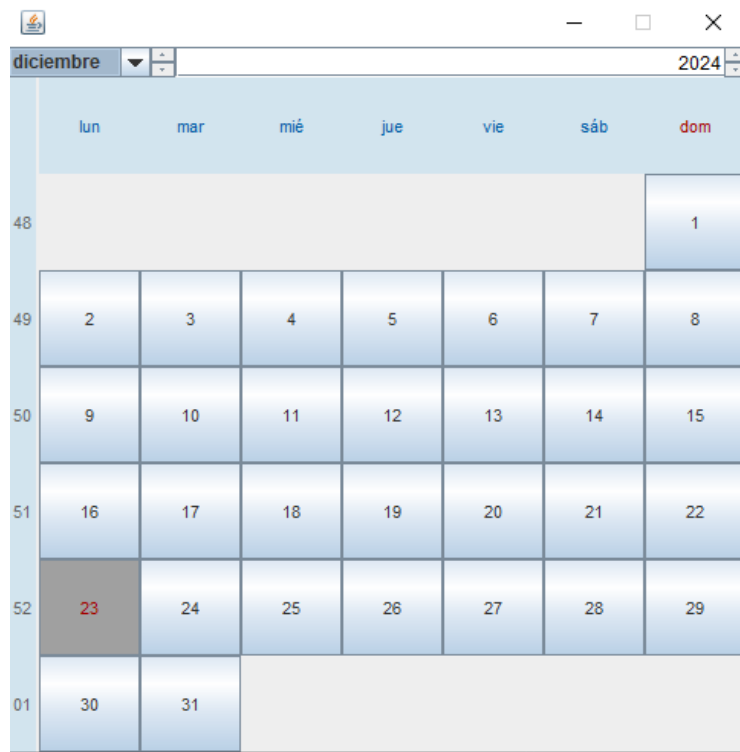 diciembre 2024
lun mar mié jue vie sáb dom
48 1
49 2 3 4 5 6 7 8
50 9 10 11 12 13 14 15
51 16 17 18 19 20 21 22
52 23 24 25 26 27 28 29
01 30 31